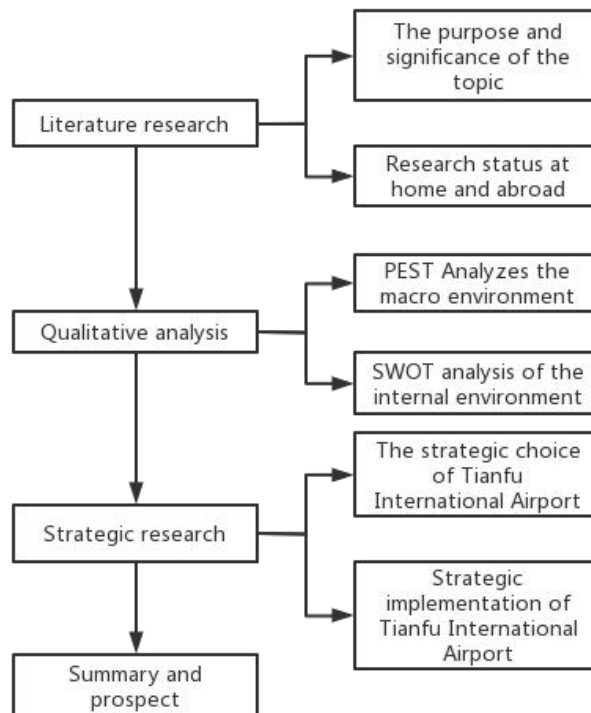 The purpose and
significance of the
topic
Literature research
Research status at
home and abroad
PEST Analyzes the
macro environment
Qualitative analysis
SWOT analysis of the
internal environment
The strategic choice
of Tianfu
International Airport
Strategic research
Strategic
implementation of
Tianfu International
Airport
Summary and
prospect